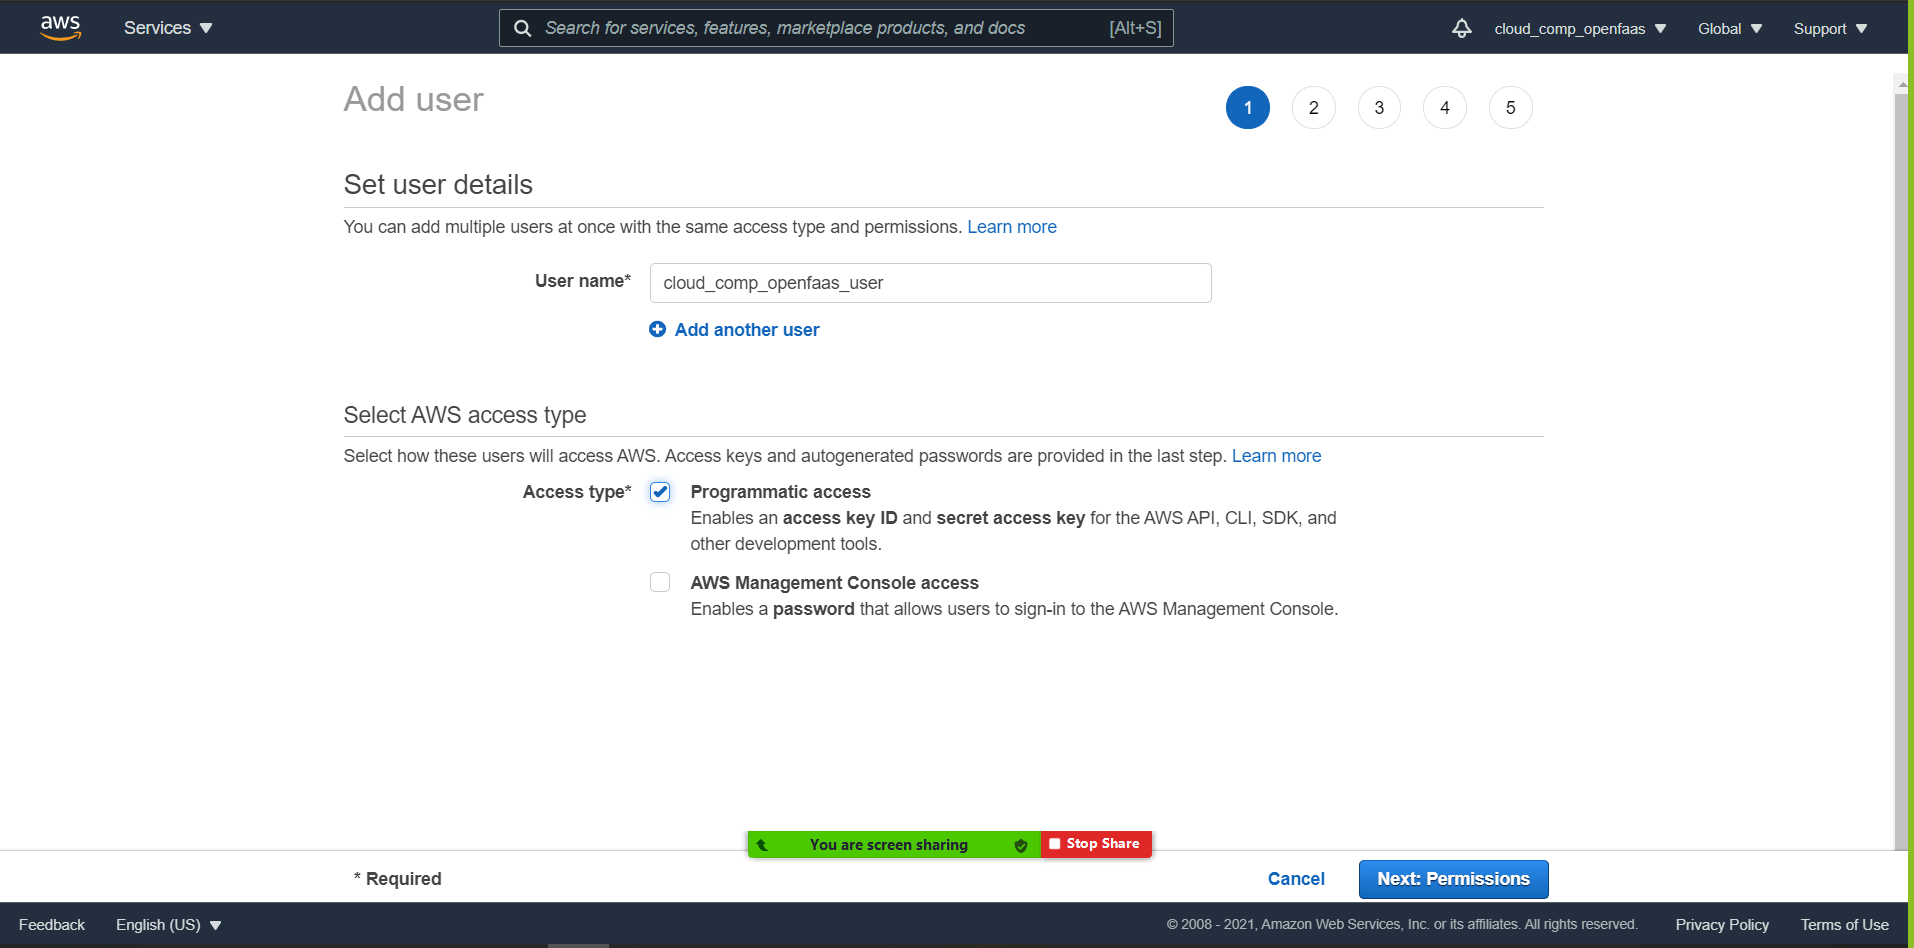 aws
Services
Search for services, features, marketplace products, and docs [Alt+S]
cloud_comp_openfaas
Global
Support
Add user
1 2 3 4 5
Set user details
You can add multiple users at once with the same access type and permissions. Learn more
User name* cloud_comp_openfaas_user
Add another user
Select AWS access type
Select how these users will access AWS. Access keys and autogenerated passwords are provided in the last step. Learn more
Access type* Programmatic access
Enables an access key ID and secret access key for the AWS API, CLI, SDK, and
other development tools.
AWS Management Console access
Enables a password that allows users to sign-in to the AWS Management Console.
You are screen sharing Stop Share
* Required Cancel Next: Permissions
Feedback English (US) © 2008 - 2021, Amazon Web Services, Inc. or its affiliates. All rights reserved. Privacy Policy Terms of Use